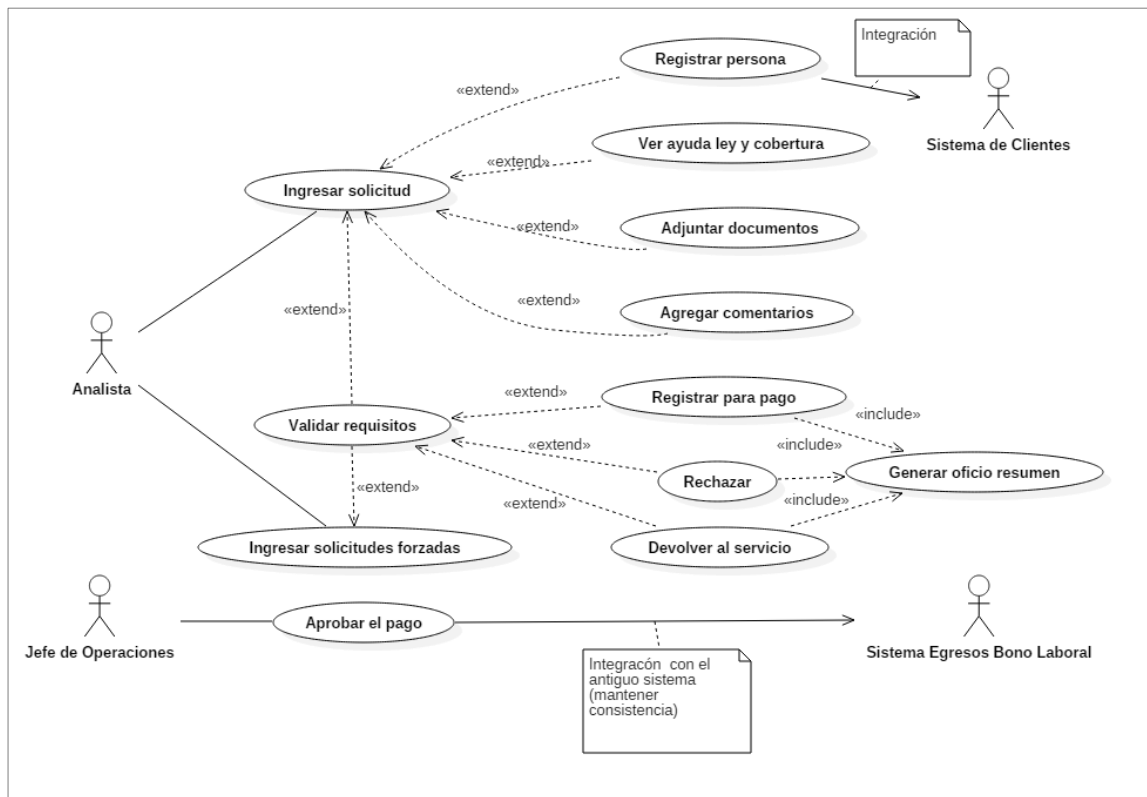 Integración
Registrar persona
«extend»
Sistema de Clientes
Ver ayuda ley y cobertura
«extend»
Ingresar solicitud
Adjuntar documentos
«extend»
«extend»
Agregar comentarios
«extend»
Analista
«extend»
Registrar para pago
«include»
Validar requisitos
«extend»
«include»
Generar oficio resumen
Rechazar
«extend»
«extend»
«include»
Ingresar solicitudes forzadas
Devolver al servicio
Aprobar el pago
Jefe de Operaciones
Sistema Egresos Bono Laboral
Integracón con el
antiguo sistema
(mantener
consistencia)